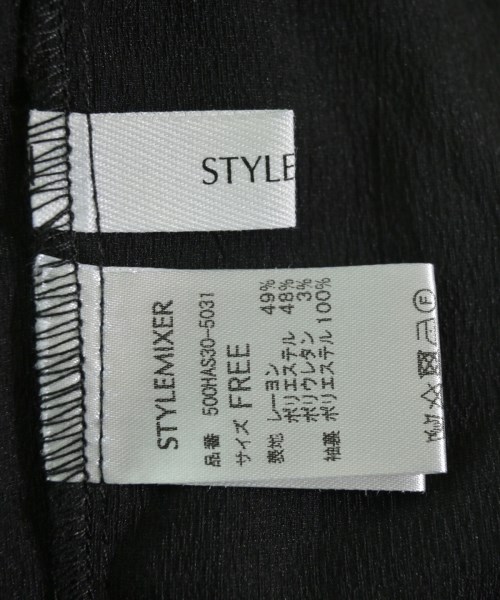 STYLE
STYLEMIXER
品番 500HAS30-5031
サイズ FREE
表地 レーヨン 49%
ポリエステル 48%
ポリウレタン 3%
袖裏 ポリエステル 100%
F